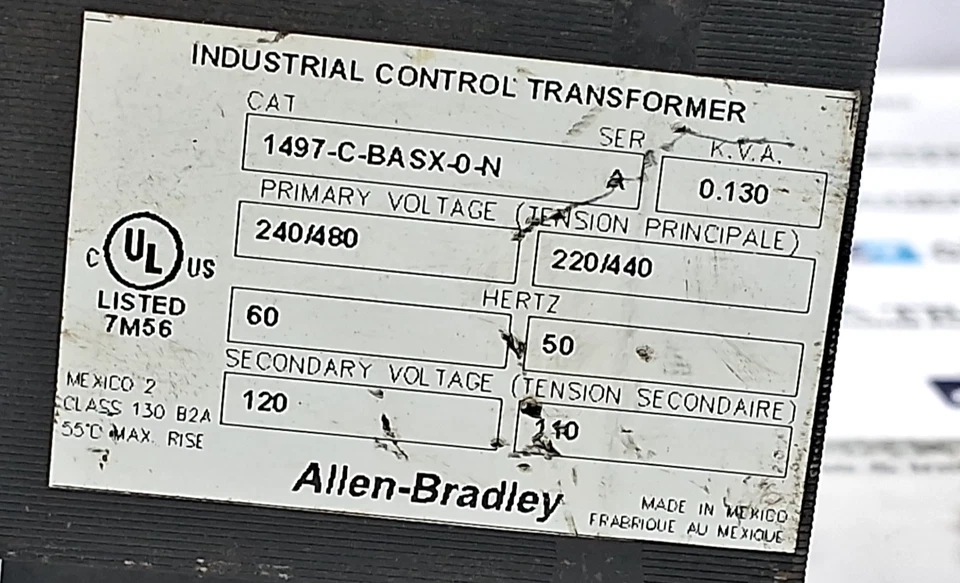 INDUSTRIAL CONTROL TRANSFORMER
CAT SER K.V.A.
1497-C-BASX-0-N A 0.130
PRIMARY VOLTAGE (TENSION PRINCIPALE)
240/480 220/440
HERTZ
60 50
SECONDARY VOLTAGE (TENSION SECONDAIRE)
120 110
C UL US
LISTED
7M56
MEXICO 2
CLASS 130 B2A
55°C MAX. RISE
Allen-Bradley
MADE IN MEXICO
FRABRIQUE AU MEXIQUE